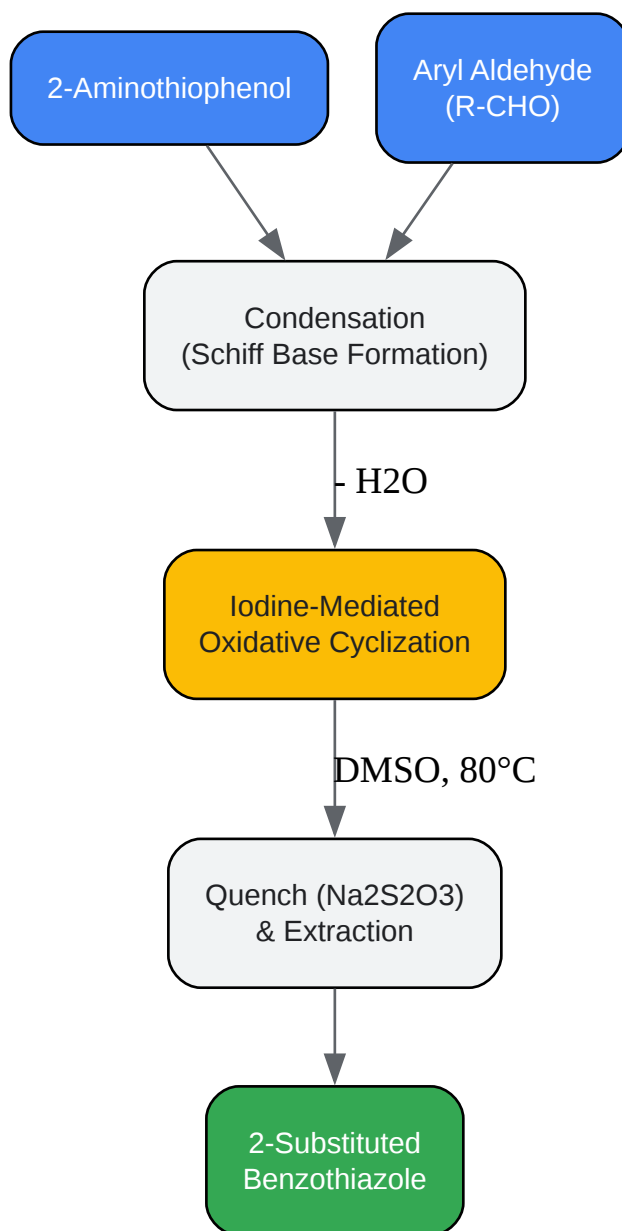 2-Aminothiophenol
Aryl Aldehyde
(R-CHO)
Condensation
(Schiff Base Formation)
- H2O
Iodine-Mediated
Oxidative Cyclization
DMSO, 80°C
Quench (Na2S2O3)
& Extraction
2-Substituted
Benzothiazole